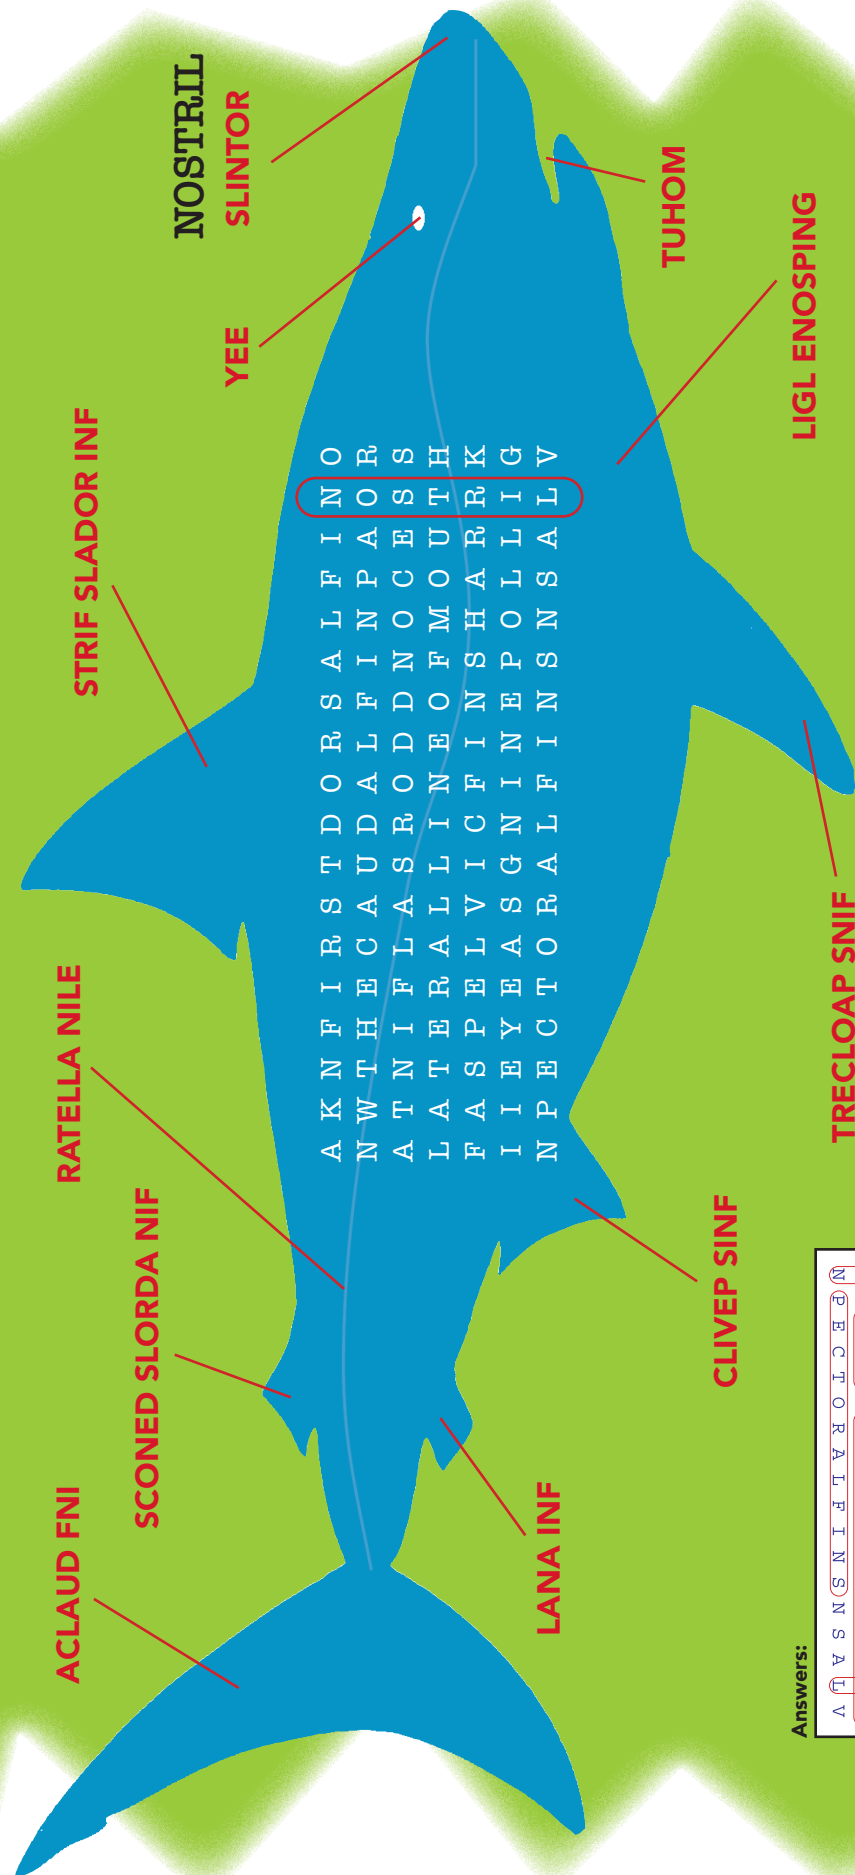 STRIF SLADOR INF
RATELLA NILE
ACLAUD FNI
SCONED SLORDA NIF
NOSTRIL
SLINTOR
YEE
A K N F I R S T D O R S A L F I N O
N W T H E C A U D A L F I N P A O R
A T N I F L A S R O D D N O C E S S
L A T E R A L L I N E O F M O U T H
F A S P E L V I C F I N S H A R R K
I I E Y E A S G N I N E P O L L I G
N P E C T O R A L F I N S N S A L V
LANA INF
TUHOM
CLIVEP SINF
LIGL ENOSPING
TRECLOAP SNIF
Answers:
N P E C T O R A L F I N S N S A L V